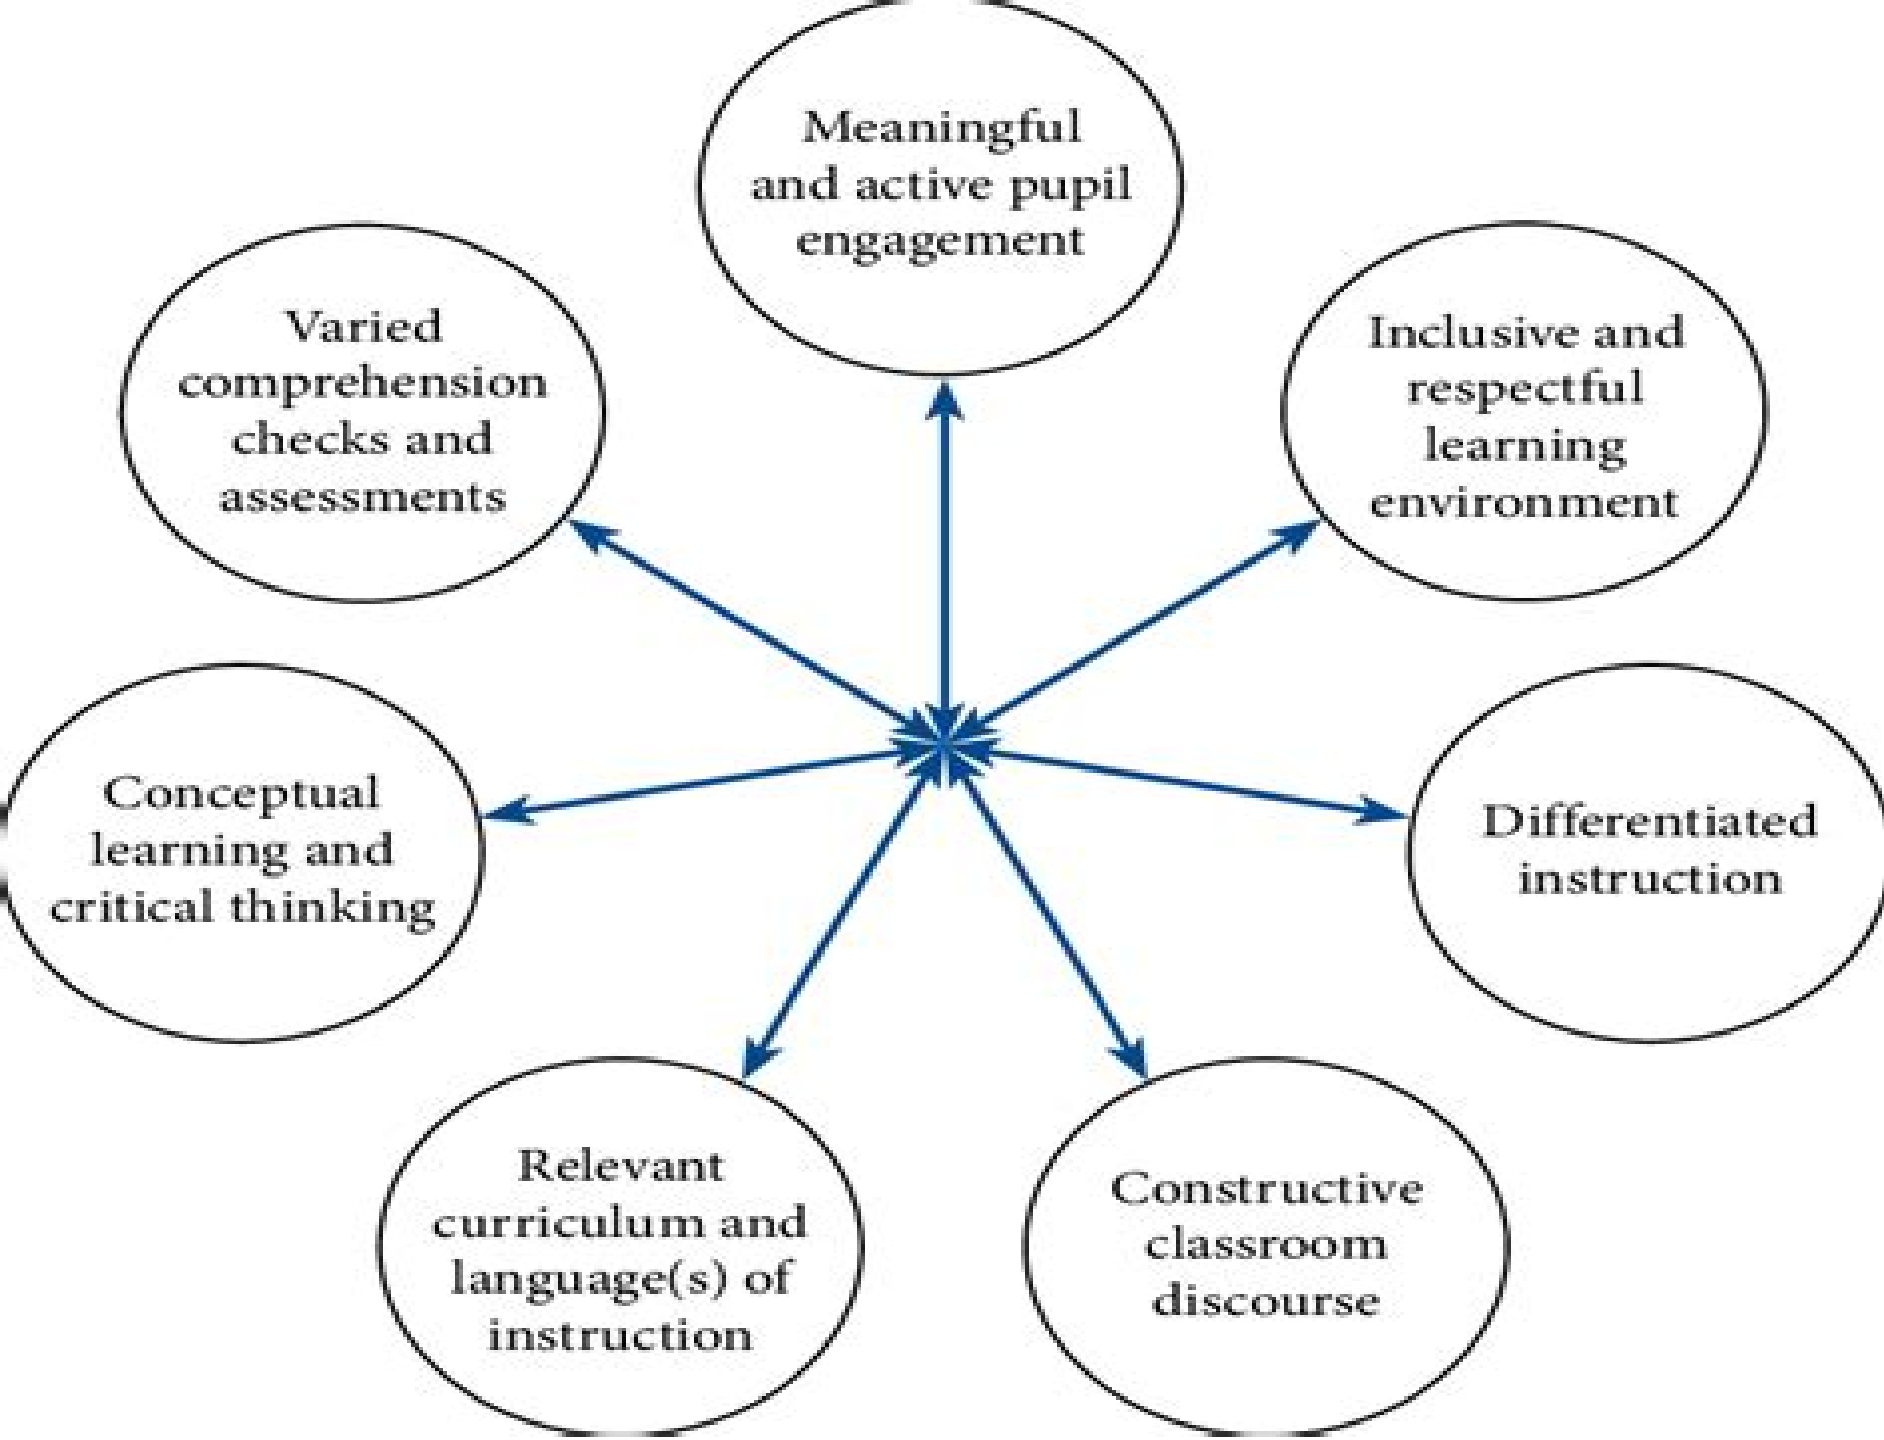 Meaningful
and active pupil
engagement
Inclusive and
respectful
learning
environment
Differentiated
instruction
Constructive
classroom
discourse
Relevant
curriculum and
language(s) of
instruction
Conceptual
learning and
critical thinking
Varied
comprehension
checks and
assessments